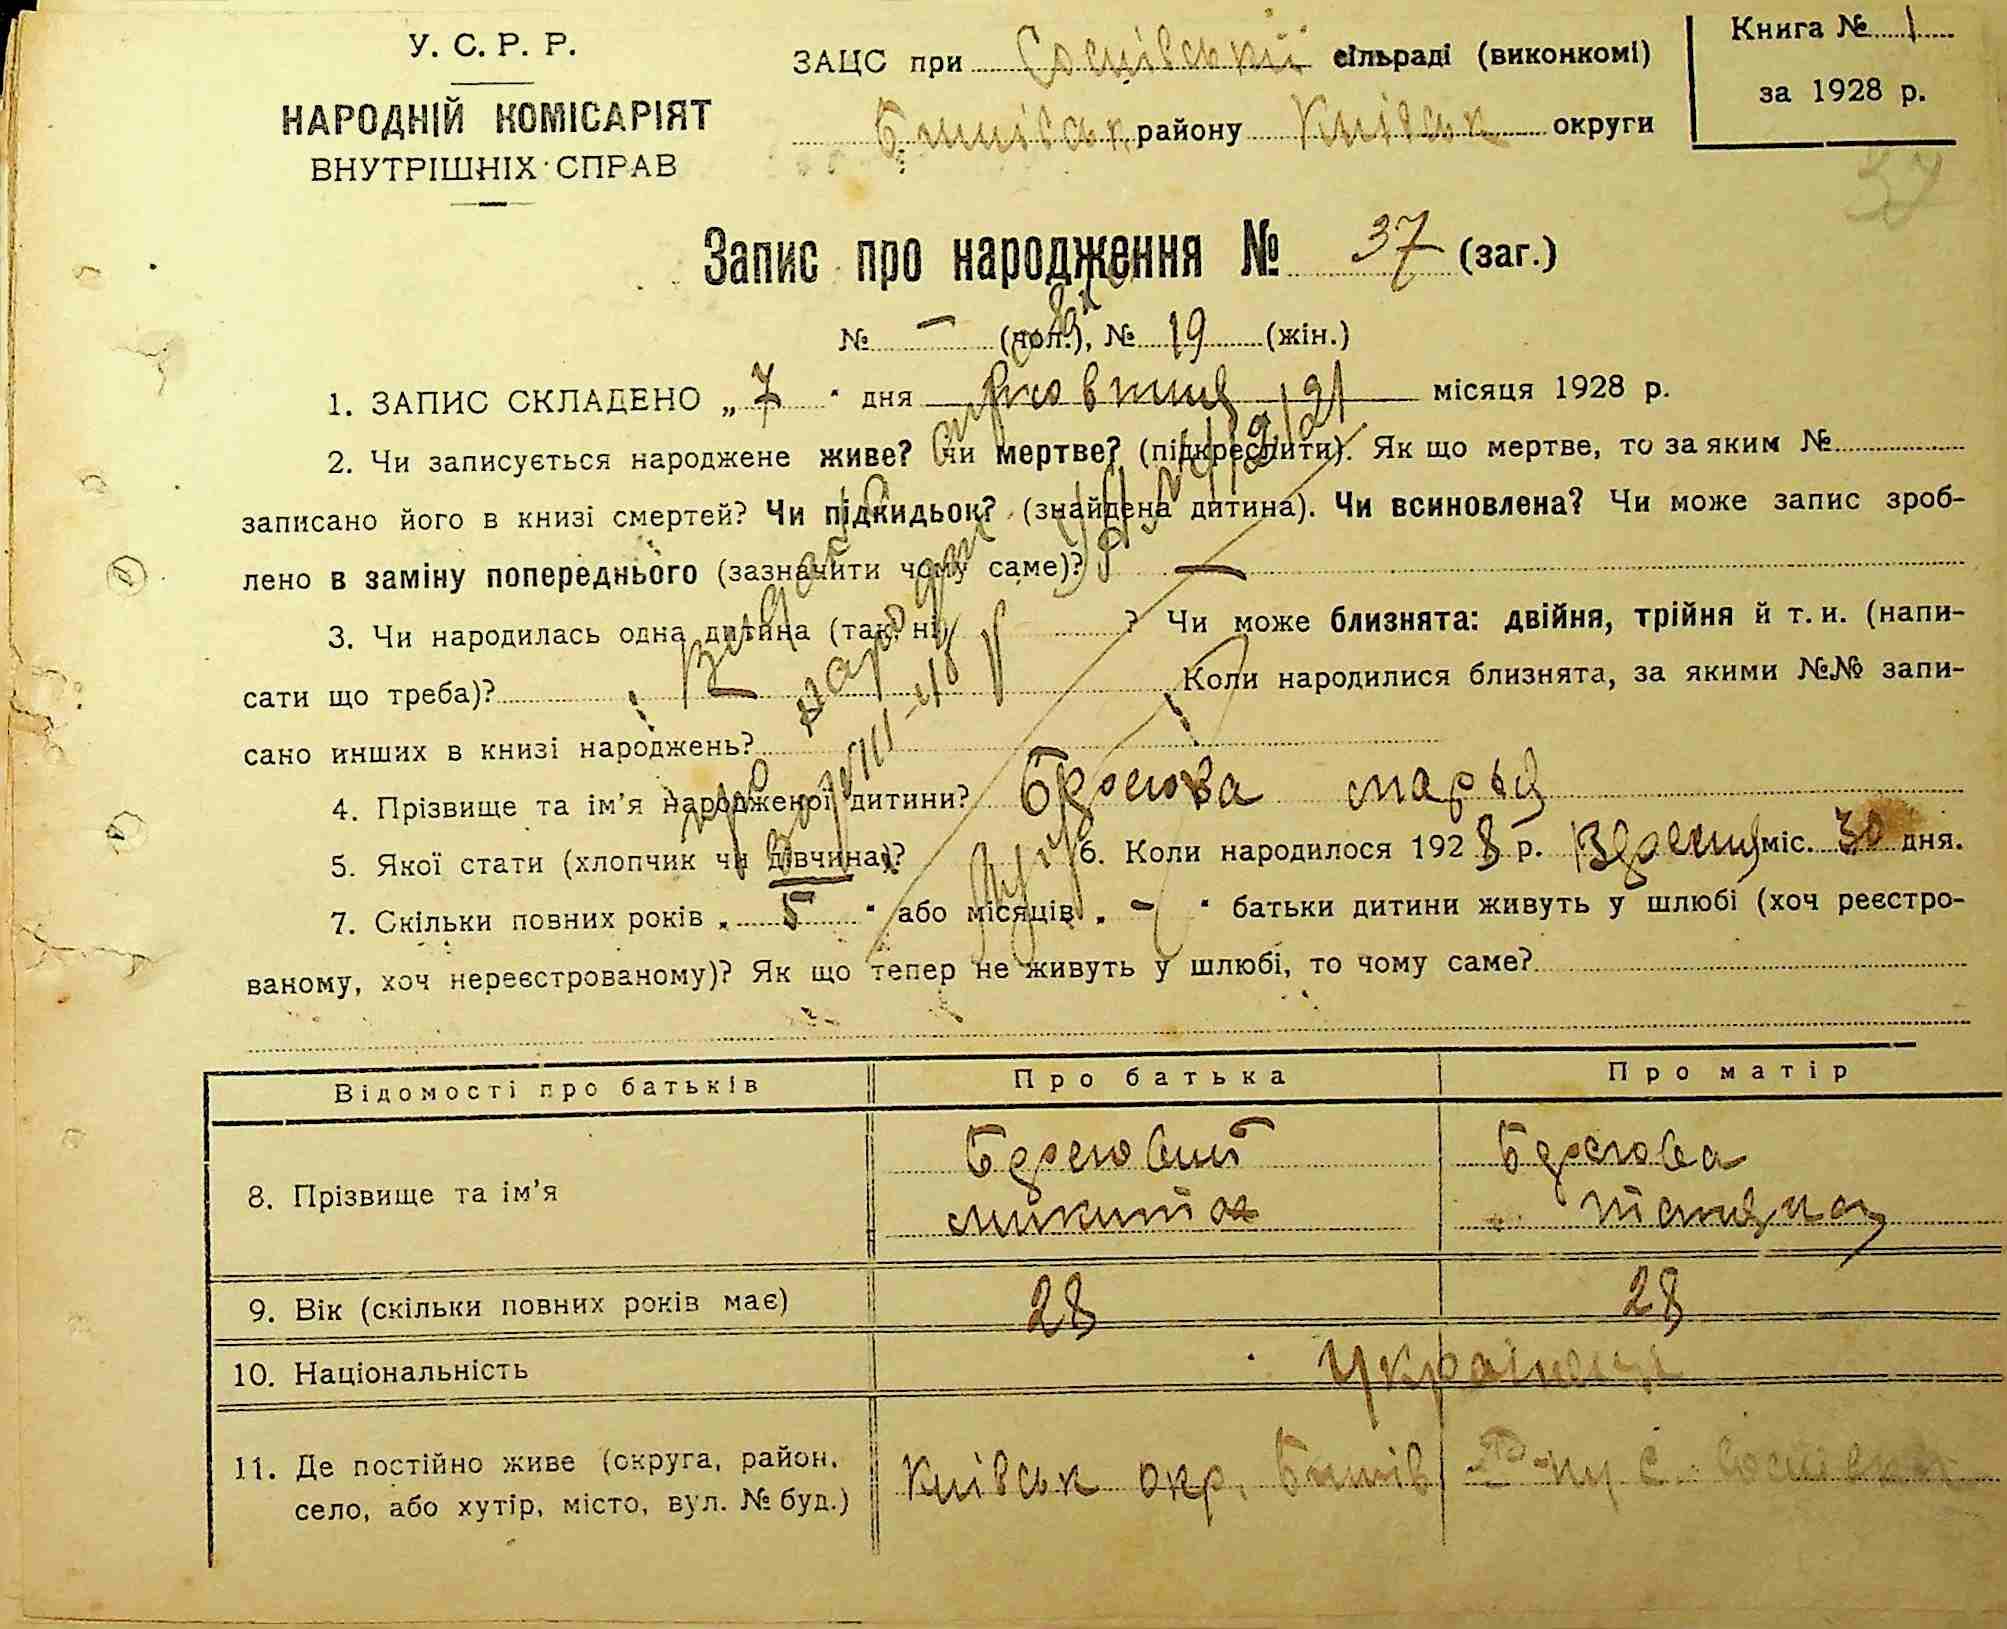 У. С. Р. Р.
НАРОДНІЙ КОМІСАРІЯТ
ВНУТРІШНІХ СПРАВ
ЗАЦС при сільраді (виконкомі)
району Київськ округи
Книга № 1
за 1928 р.
37
Запис про народження № 37 (заг.)
№ — (чол.), № 19 (жін.)
1. ЗАПИС СКЛАДЕНО „ 7 " дня жовтня місяця 1928 р.
2. Чи записується народжене живе? чи мертве? (підкреслити). Як що мертве, то за яким №
записано його в книзі смертей? Чи підкидьок? (знайдена дитина). Чи всиновлена? Чи може запис зроб-
лено в заміну попереднього (зазначити чому саме)? —
3. Чи народилась одна дитина (так, ні) ? Чи може близнята: двійня, трійня й т. и. (напи-
сати що треба)? — Коли народилися близнята, за якими №№ запи-
сано инших в книзі народжень?
4. Прізвище та ім'я народженої дитини? Марья
5. Якої стати (хлопчик чи дівчина)? 6. Коли народилося 1928 р. міс. 30 дня.
7. Скільки повних років „ 5 " або місяців „ - " батьки дитини живуть у шлюбі (хоч реєстро-
ваному, хоч нереєстрованому)? Як що тепер не живуть у шлюбі, то чому саме?
Відомості про батьків Про батька Про матір
8. Прізвище та ім'я
Микита
9. Вік (скільки повних років має) 28 28
10. Національність Українці
11. Де постійно живе (округа, район, село, або хутір, місто, вул. № буд.) Київськ окр.